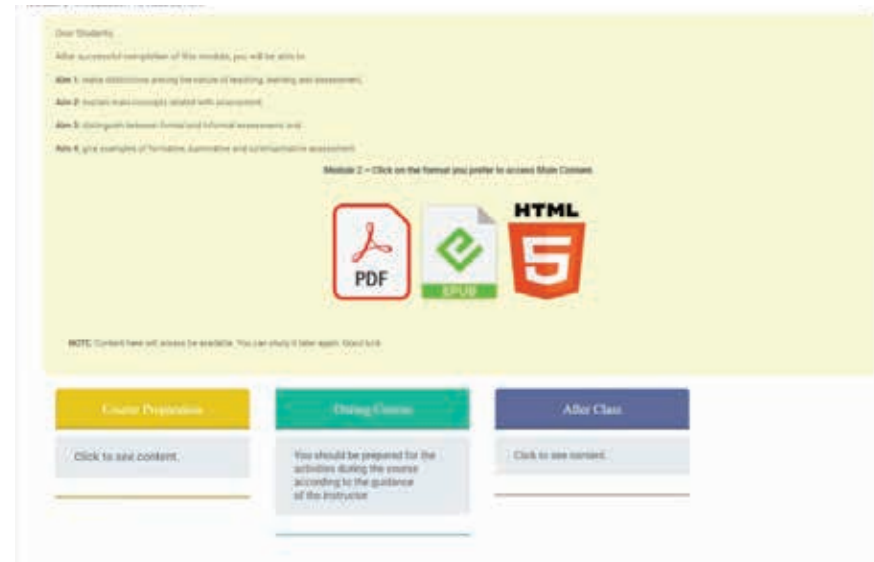 Dear Students
After successful completion of this module, you will be able to
Aim 1: make distinctions among the nature of teaching, learning and assessment,
Aim 2: explain main concepts related with assessment,
Aim 3: distinguish between formal and informal assessment, and
Aim 4: give examples of formative, summative and assessment
Module 2 – Click on the format you prefer to access Main Content
PDF
EPUB
HTML
5
NOTE: Content here will always be available. You can study it later again. Good luck
Course Preparation
During Course
After Class
Click to see content.
You should be prepared for the
activities during the course
according to the guidance
of the instructor
Click to see content.